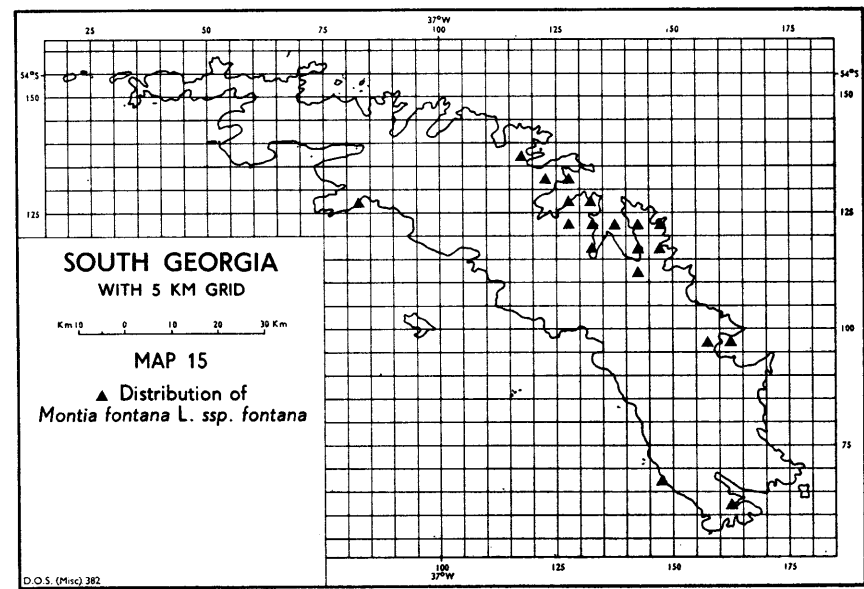 37°W
25 50 75 100 125 150 175
54°S 54°S
150 150
125 125
SOUTH GEORGIA
WITH 5 KM GRID
Km 10 0 10 20 30 Km
100
MAP 15
▲ Distribution of
Montia fontana L. ssp. fontana
75
100 125 150 175
37°W
D.O.S. (Misc) 382